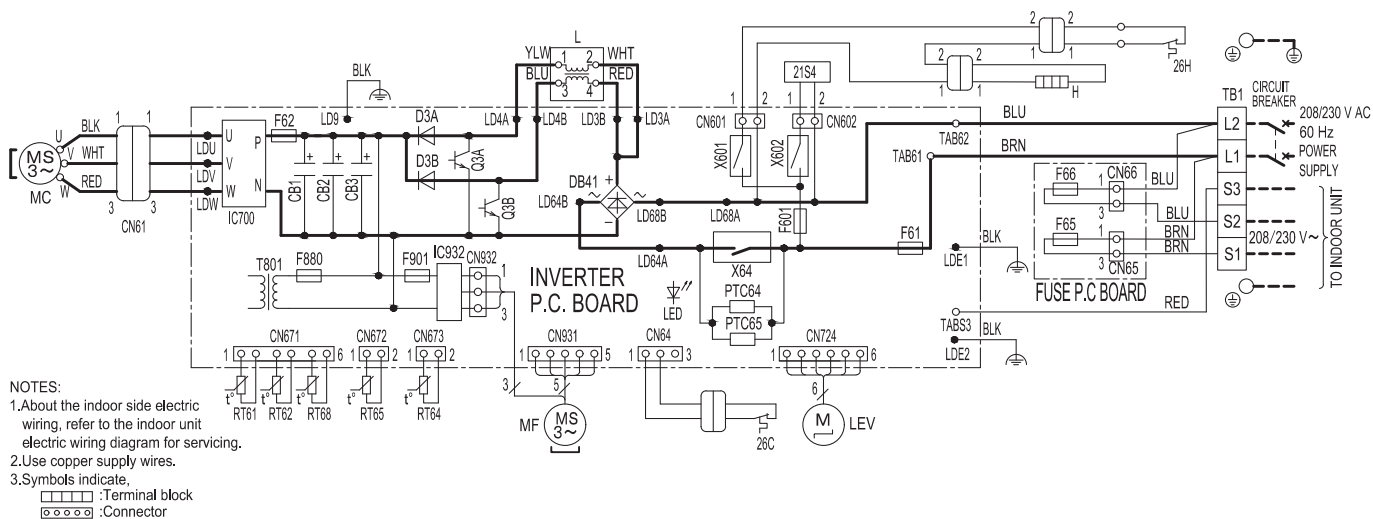 L
YLW 1 2 WHT
BLU 3 4 RED
BLK
LD9
F62
D3A
D3B
Q3A
Q3B
LD4A
LD4B
LD3B
LD3A
U BLK
V WHT
W RED
MS
3~
MC
1 1
3 3
CN61
LDU
LDV
LDW
U
V
W
P
N
IC700
CB1
CB2
CB3
+
+
+
DB41
+
−
~
~
LD64B
LD68B
LD68A
LD64A
21S4
1 2
1 2
CN601
CN602
X601
X602
F601
X64
F61
PTC64
PTC65
LED
INVERTER
P.C. BOARD
T801
F880
F901
IC932
CN932
1
3
2 2
1 1
26H
2 2
1 1
H
TAB62
TAB61
BLU
BRN
TB1
L2
L1
S3
S2
S1
CIRCUIT
BREAKER
208/230 V AC
60 Hz
POWER
SUPPLY
208/230 V~
TO INDOOR UNIT
F66
CN66
1
3
BLU
BLU
F65
CN65
1
3
BRN
BRN
FUSE P.C BOARD
RED
LDE1
BLK
TABS3
LDE2
BLK
CN671
1 6
CN672
1 2
CN673
1 2
CN931
1 5
CN64
1 3
CN724
1 6
t° RT61
t° RT62
t° RT68
t° RT65
t° RT64
3
5
MF
MS
3~
26C
6
M
LEV
NOTES:
1.About the indoor side electric
wiring, refer to the indoor unit
electric wiring diagram for servicing.
2.Use copper supply wires.
3.Symbols indicate,
:Terminal block
:Connector